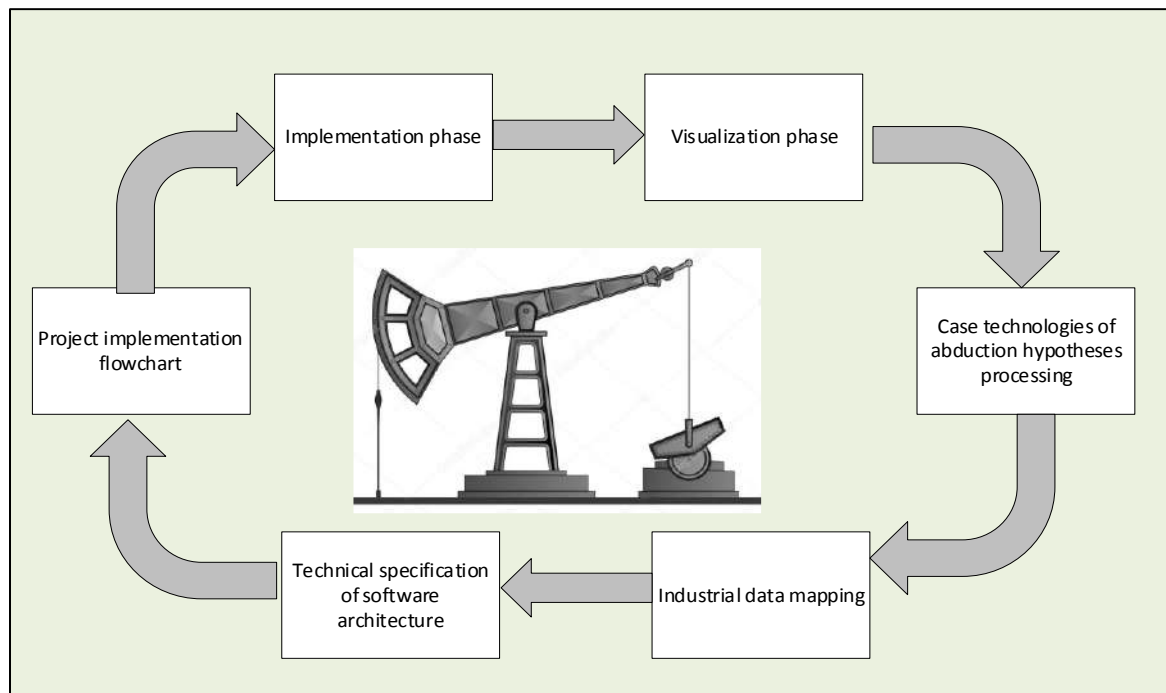 Implementation phase
Visualization phase
Project implementation
flowchart
Case technologies of
abduction hypotheses
processing
Technical specification
of software
architecture
Industrial data mapping